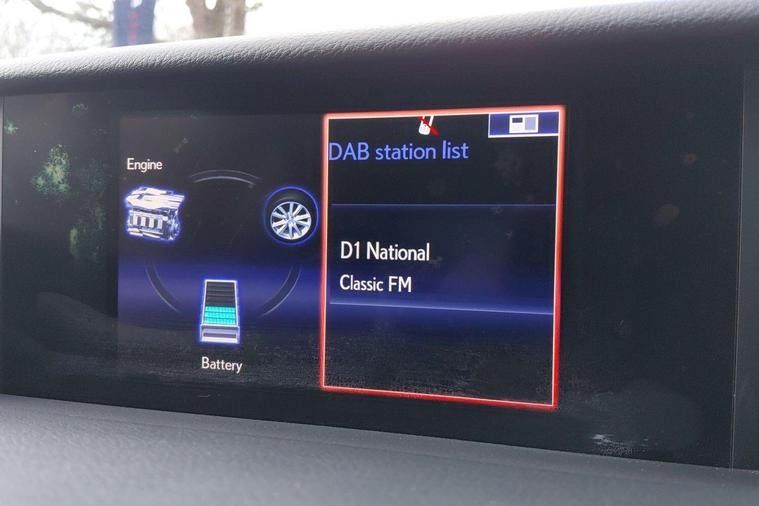 Engine
Battery
DAB station list
D1 National
Classic FM